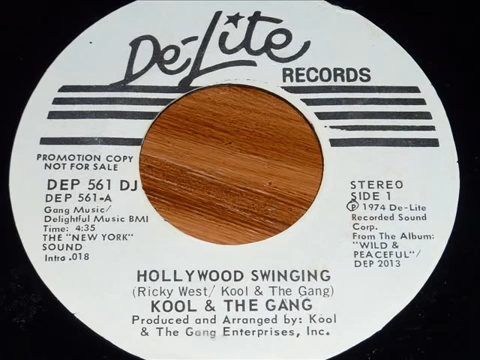 De-Lite
RECORDS
PROMOTION COPY
NOT FOR SALE
DEP 561 DJ
DEP 561-A
Gang Music/
Delightful Music BMI
Time: 4:35
THE "NEW YORK"
SOUND
Intro .018
STEREO
SIDE 1
Ⓟ 1974 De-Lite
Recorded Sound
Corp.
From The Album:
"WILD &
PEACEFUL"/
DEP 2013
HOLLYWOOD SWINGING
(Ricky West/ Kool & The Gang)
KOOL & THE GANG
Produced and Arranged by: Kool
& The Gang Enterprises, Inc.